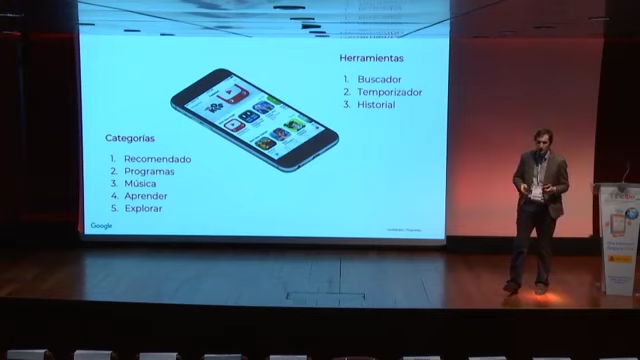 Herramientas
1. Buscador
2. Temporizador
3. Historial
Categorías
1. Recomendado
2. Programas
3. Música
4. Aprender
5. Explorar
Google